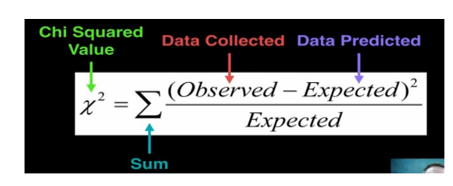 Chi Squared
Value
Data Collected Data Predicted
χ² = ∑ (Observed – Expected)² / Expected
Sum